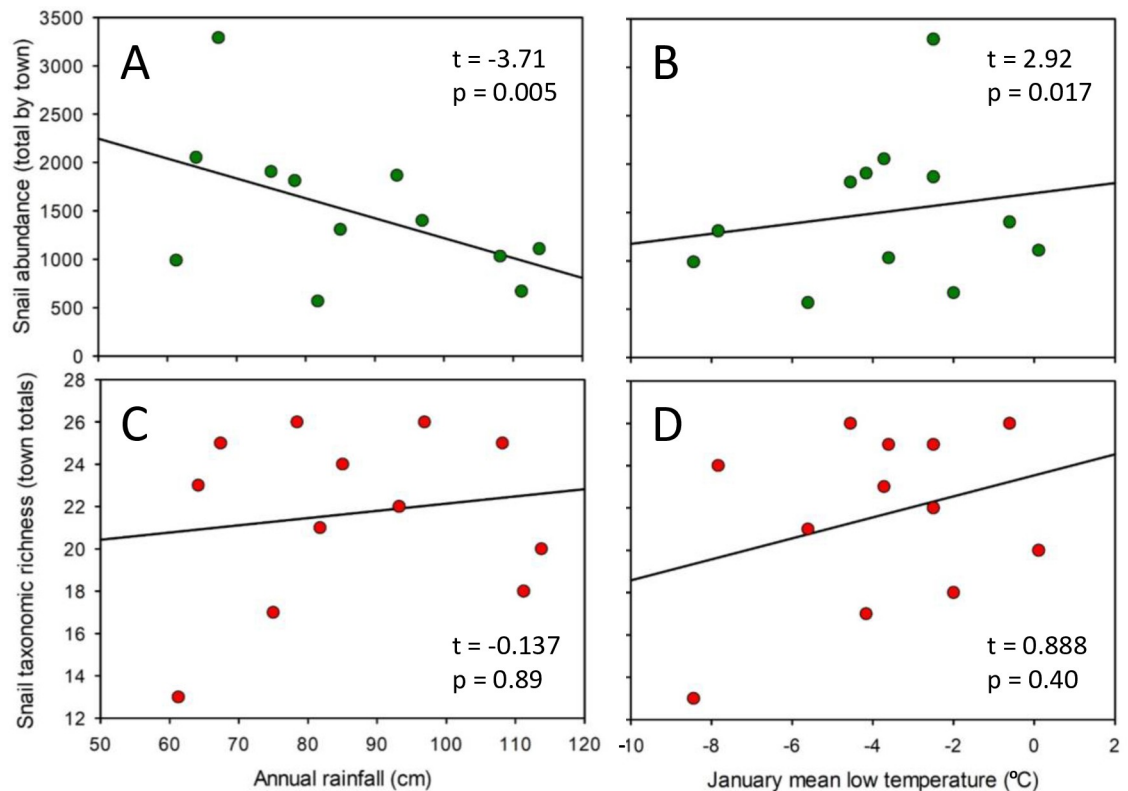 Snail abundance (total by town)
3500
3000
2500
2000
1500
1000
500
0
A
t = -3.71
p = 0.005
B
t = 2.92
p = 0.017
Snail taxonomic richness (town totals)
28
26
24
22
20
18
16
14
12
C
t = -0.137
p = 0.89
D
t = 0.888
p = 0.40
50 60 70 80 90 100 110 120
-10 -8 -6 -4 -2 0 2
Annual rainfall (cm)
January mean low temperature (ºC)